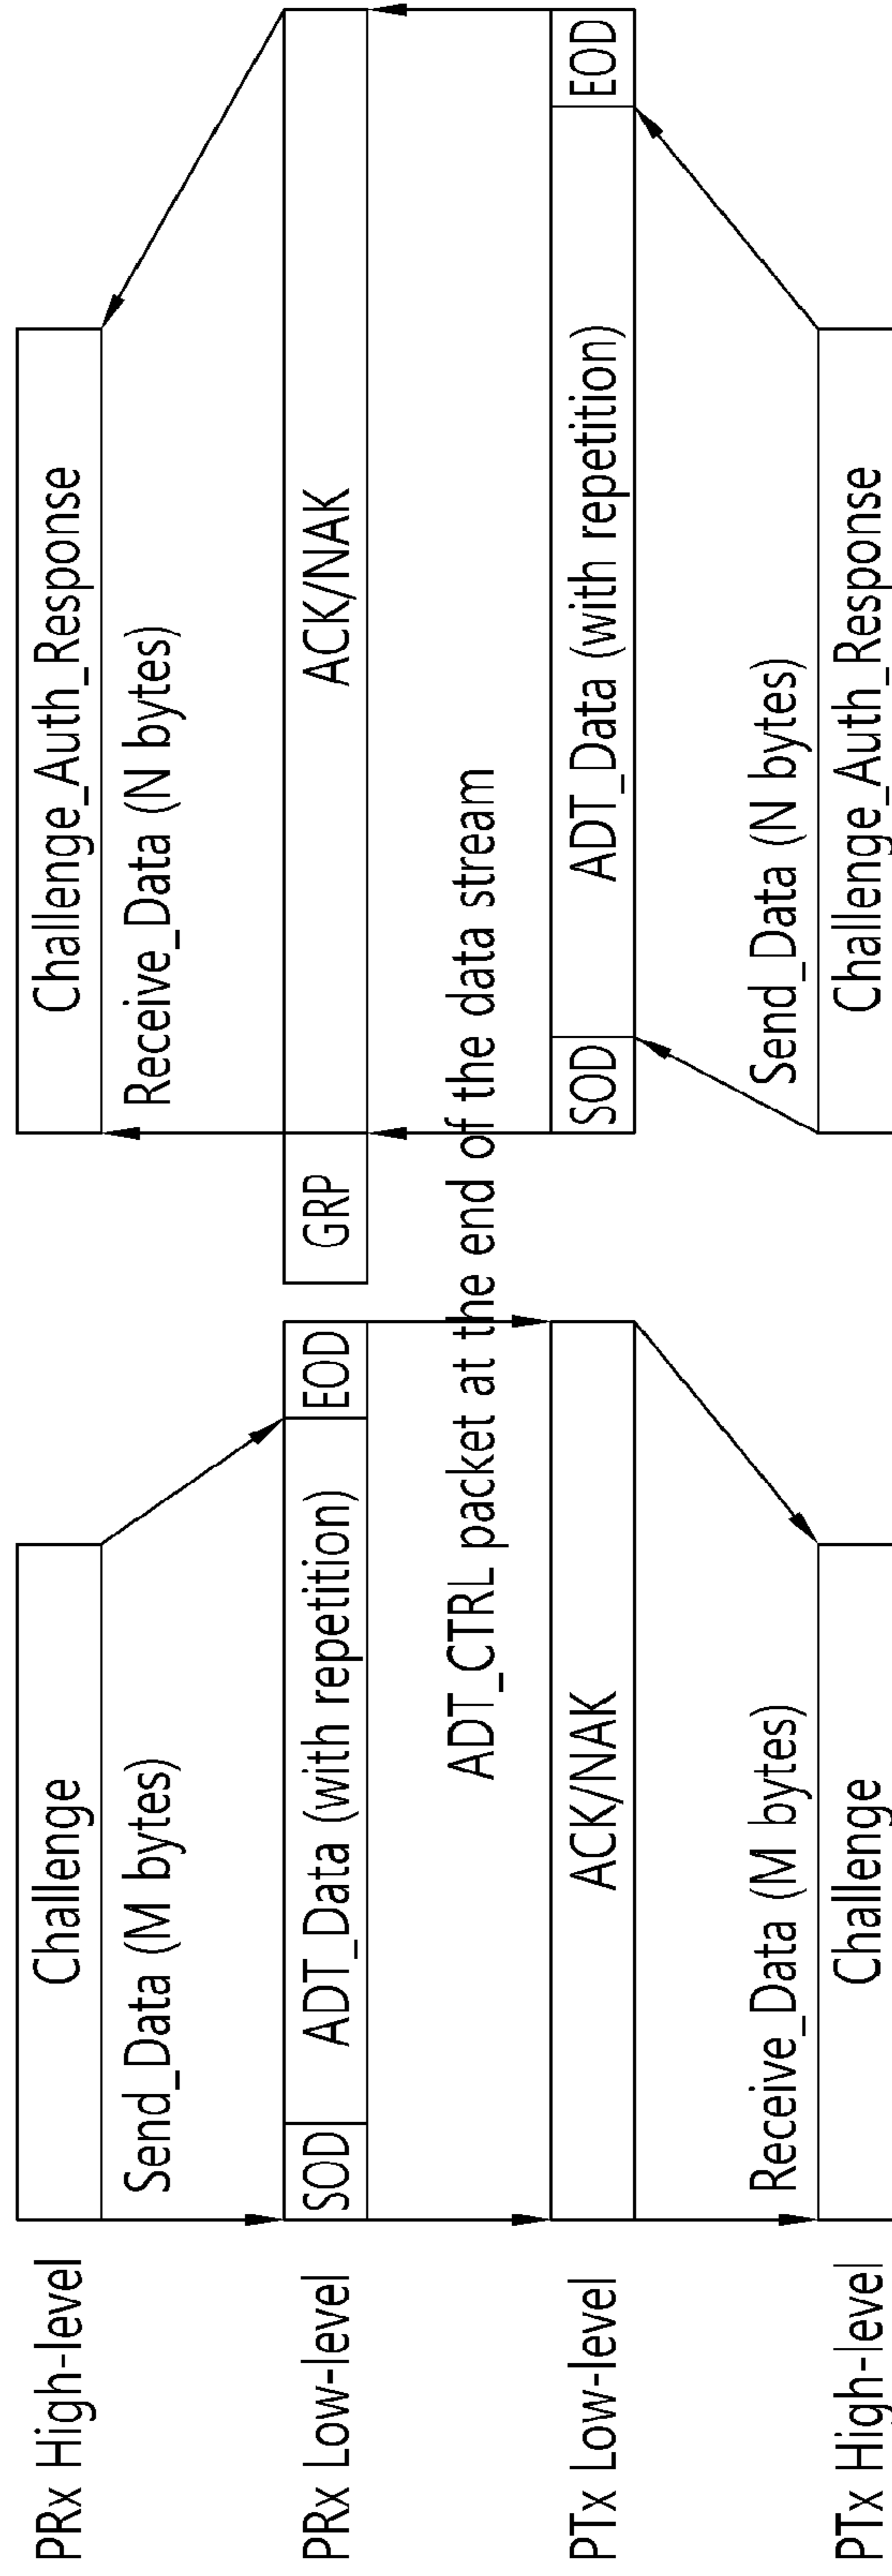 PRx High-level
Challenge
Challenge_Auth_Response
Send_Data (M bytes)
Receive_Data (N bytes)
PRx Low-level
SOD
ADT_Data (with repetition)
EOD
GRP
ACK/NAK
ADT_CTRL packet at the end of the data stream
PTx Low-level
ACK/NAK
SOD
ADT_Data (with repetition)
EOD
Receive_Data (M bytes)
Send_Data (N bytes)
PTx High-level
Challenge
Challenge_Auth_Response